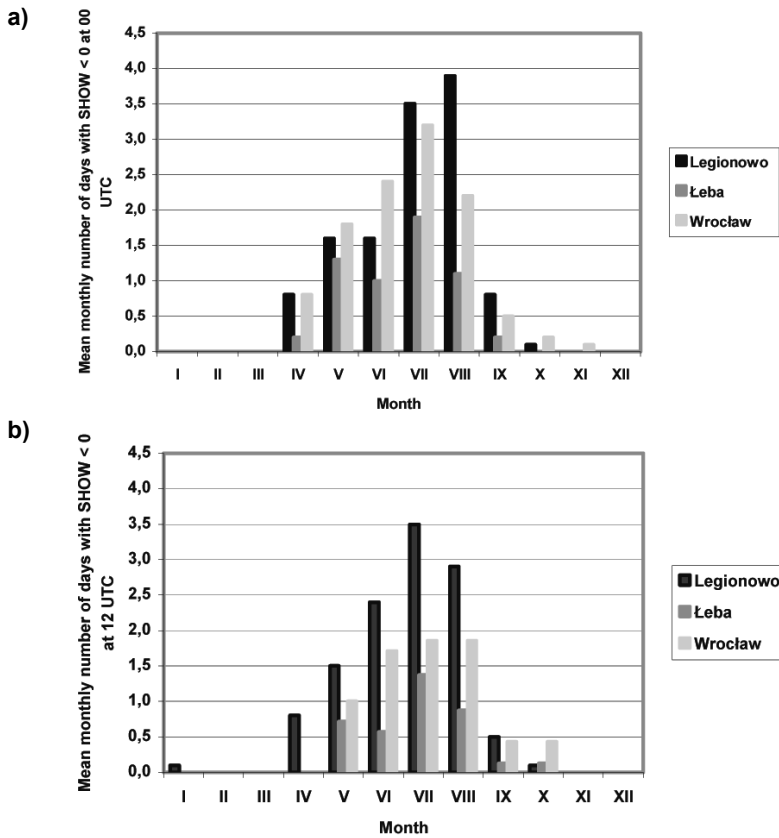 a)
Mean monthly number of days with SHOW < 0 at 00
UTC
4,5
4,0
3,5
3,0
2,5
2,0
1,5
1,0
0,5
0,0
I II III IV V VI VII VIII IX X XI XII
Month
Legionowo
Łeba
Wrocław
b)
Mean monthly number of days with SHOW < 0
at 12 UTC
4,5
4,0
3,5
3,0
2,5
2,0
1,5
1,0
0,5
0,0
I II III IV V VI VII VIII IX X XI XII
Month
Legionowo
Łeba
Wrocław